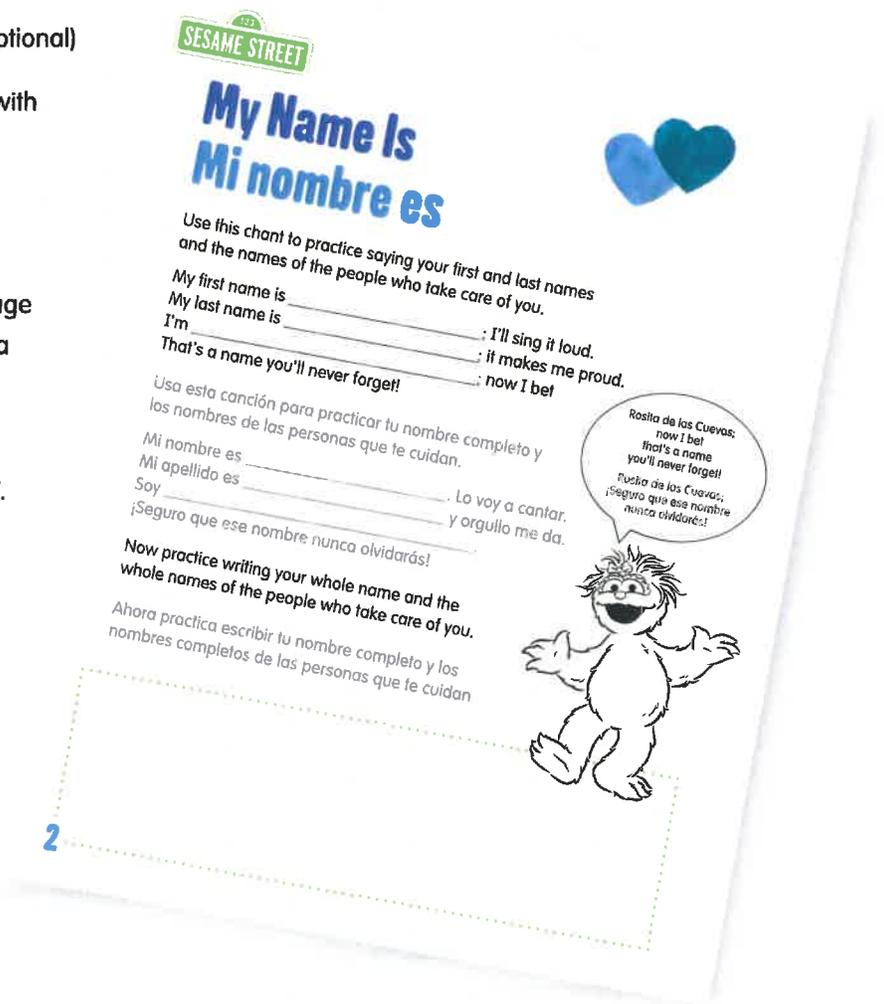 otional)
with
age
a
123
SESAME STREET
My Name Is
Mi nombre es
Use this chant to practice saying your first and last names
and the names of the people who take care of you.
My first name is ; I'll sing it loud.
My last name is ; it makes me proud.
I'm ; now I bet
That's a name you'll never forget!
Usa esta canción para practicar tu nombre completo y
los nombres de las personas que te cuidan.
Mi nombre es . Lo voy a cantar.
Mi apellido es y orgullo me da.
Soy .
¡Seguro que ese nombre nunca olvidarás!
Rosita de las Cuevas;
now I bet
that's a name
you'll never forget!
Rosita de las Cuevas;
¡Seguro que ese nombre
nunca olvidarás!
Now practice writing your whole name and the
whole names of the people who take care of you.
Ahora practica escribir tu nombre completo y los
nombres completos de las personas que te cuidan
2